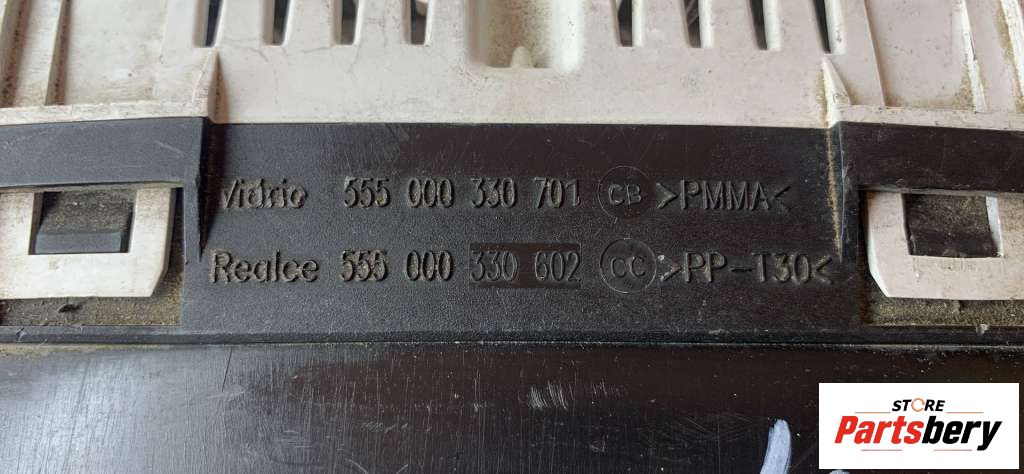 Vidrio 555 000 330 701 CB >PMMA<
Realce 555 000 330 602 CC >PP-T30<
STORE
Partsbery